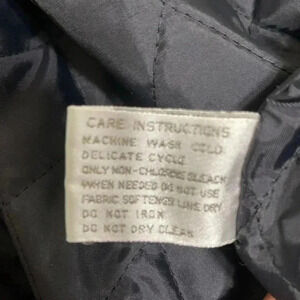 CARE INSTRUCTIONS
MACHINE WASH COLD
DELICATE CYCLE
ONLY NON-CHLORINE BLEACH
WHEN NEEDED DO NOT USE
FABRIC SOFTENER LINE DRY
DO NOT IRON
DO NOT DRY CLEAN